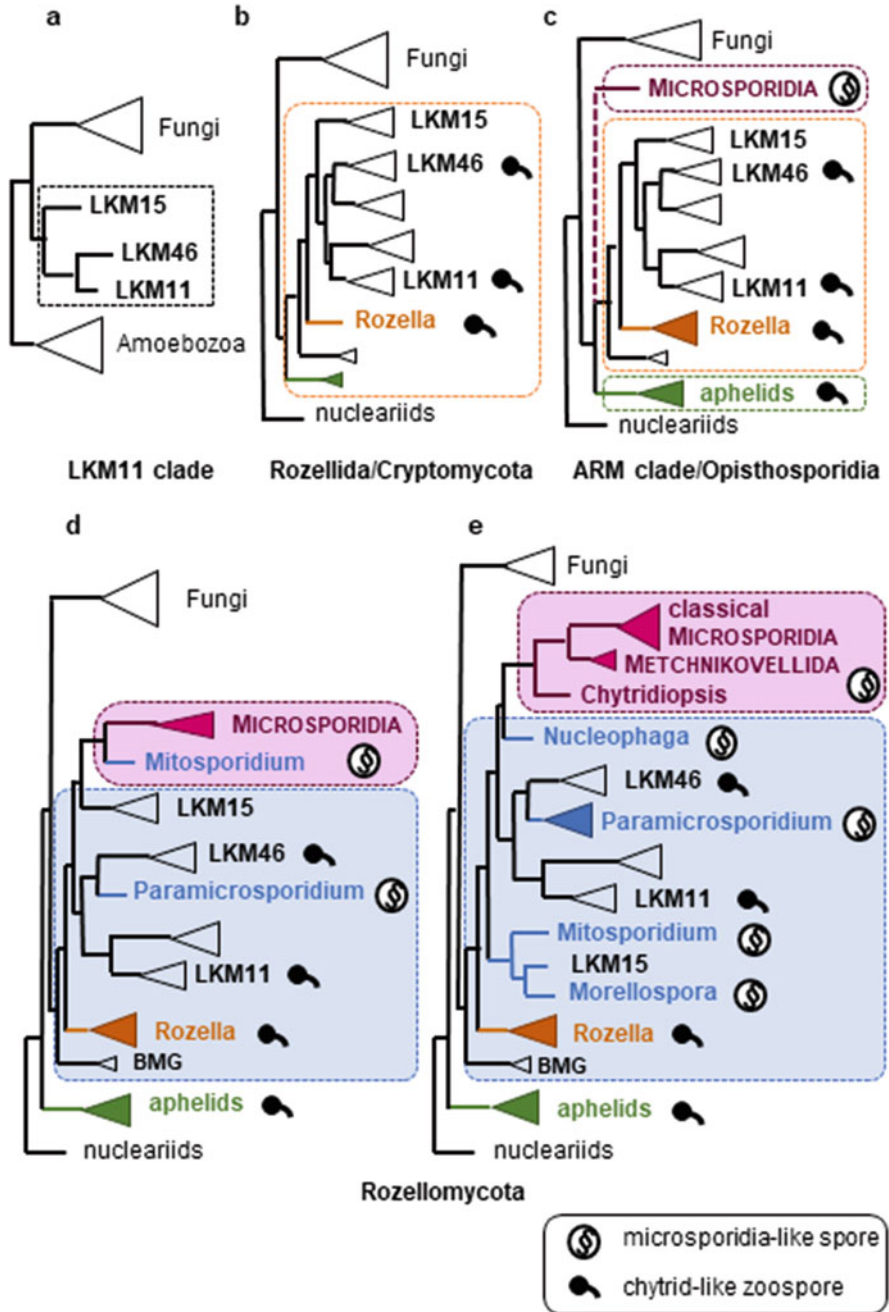 a
Fungi
LKM15
LKM46
LKM11
Amoebozoa
LKM11 clade
b
Fungi
LKM15
LKM46
LKM11
Rozella
nucleariids
Rozellida/Cryptomycota
c
Fungi
MICROSPORIDIA
LKM15
LKM46
LKM11
Rozella
aphelids
nucleariids
ARM clade/Opisthosporidia
d
Fungi
MICROSPORIDIA
Mitosporidium
LKM15
LKM46
Paramicrosporidium
LKM11
Rozella
BMG
aphelids
nucleariids
e
Fungi
classical
MICROSPORIDIA
METCHNIKOVELLIDA
Chytridiopsis
Nucleophaga
LKM46
Paramicrosporidium
LKM11
Mitosporidium
LKM15
Morellospora
Rozella
BMG
aphelids
nucleariids
Rozellomycota
microsporidia-like spore
chytrid-like zoospore